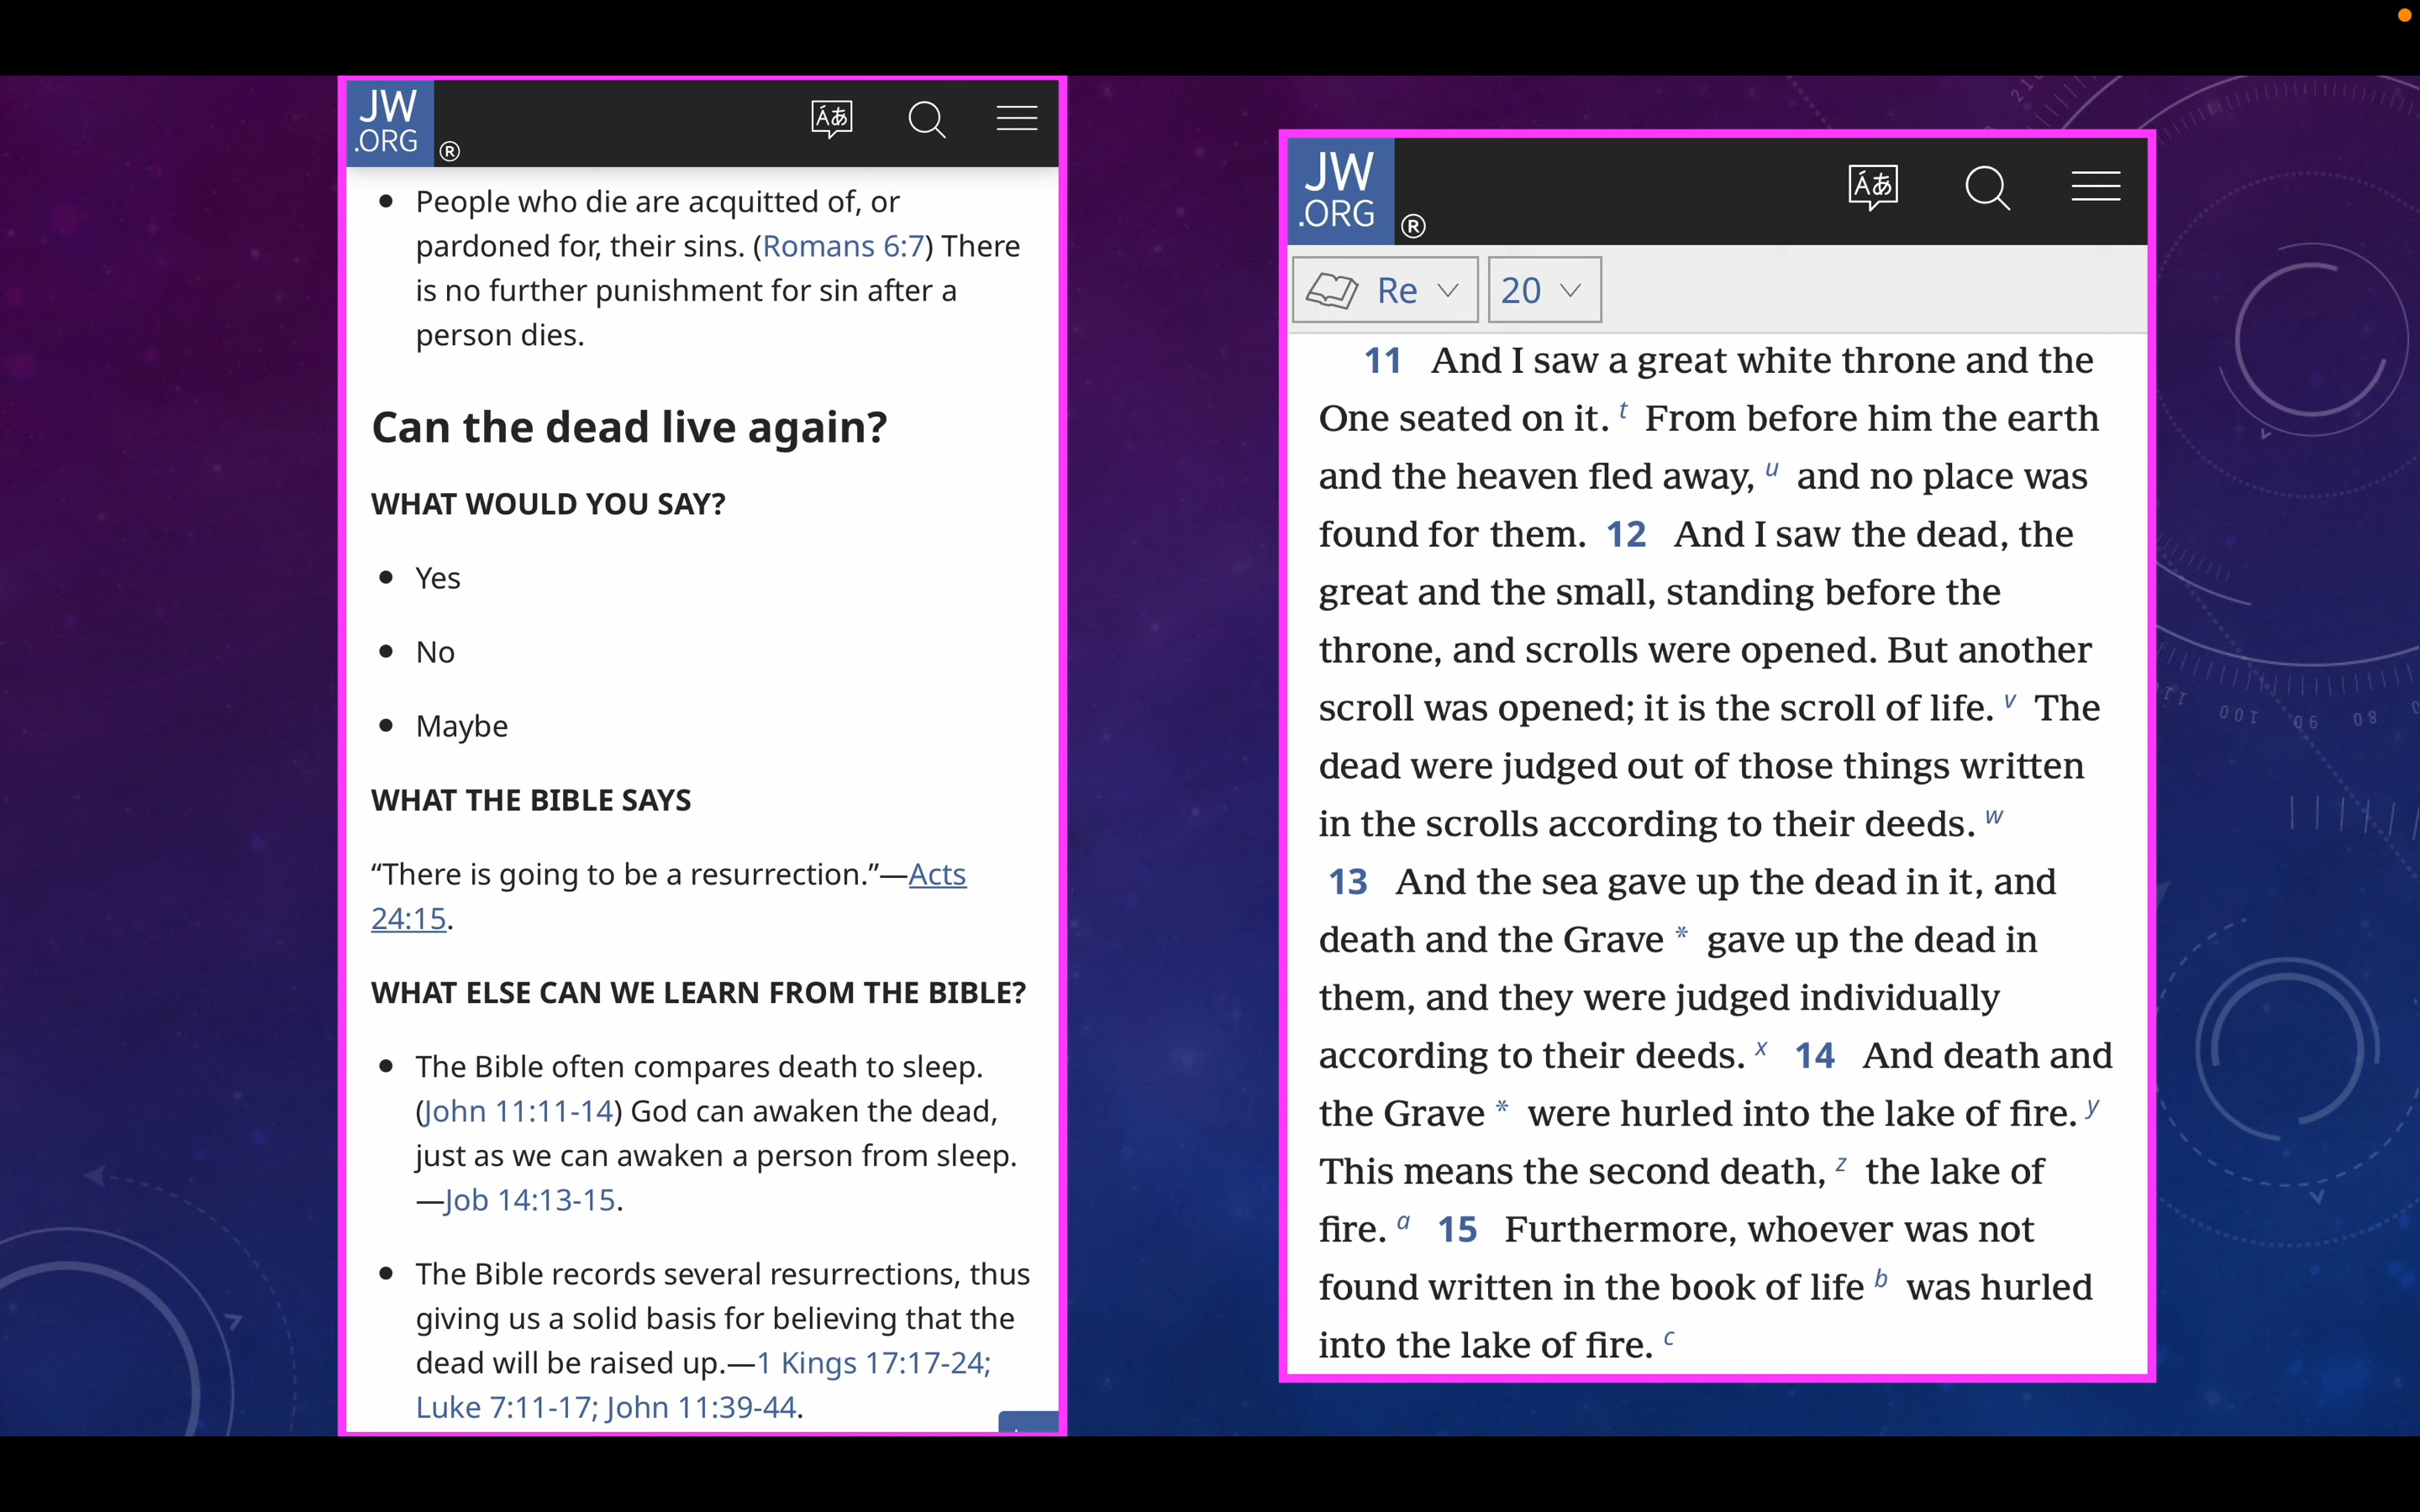 JW
.ORG
®
Áあ
• People who die are acquitted of, or
pardoned for, their sins. (Romans 6:7) There
is no further punishment for sin after a
person dies.
Can the dead live again?
WHAT WOULD YOU SAY?
• Yes
• No
• Maybe
WHAT THE BIBLE SAYS
“There is going to be a resurrection.”—Acts
24:15.
WHAT ELSE CAN WE LEARN FROM THE BIBLE?
• The Bible often compares death to sleep.
(John 11:11-14) God can awaken the dead,
just as we can awaken a person from sleep.
—Job 14:13-15.
• The Bible records several resurrections, thus
giving us a solid basis for believing that the
dead will be raised up.—1 Kings 17:17-24;
Luke 7:11-17; John 11:39-44.
JW
.ORG
®
Áあ
Re 20
11 And I saw a great white throne and the
One seated on it. t From before him the earth
and the heaven fled away, u and no place was
found for them. 12 And I saw the dead, the
great and the small, standing before the
throne, and scrolls were opened. But another
scroll was opened; it is the scroll of life. v The
dead were judged out of those things written
in the scrolls according to their deeds. w
13 And the sea gave up the dead in it, and
death and the Grave * gave up the dead in
them, and they were judged individually
according to their deeds. x 14 And death and
the Grave * were hurled into the lake of fire. y
This means the second death, z the lake of
fire. a 15 Furthermore, whoever was not
found written in the book of life b was hurled
into the lake of fire. c